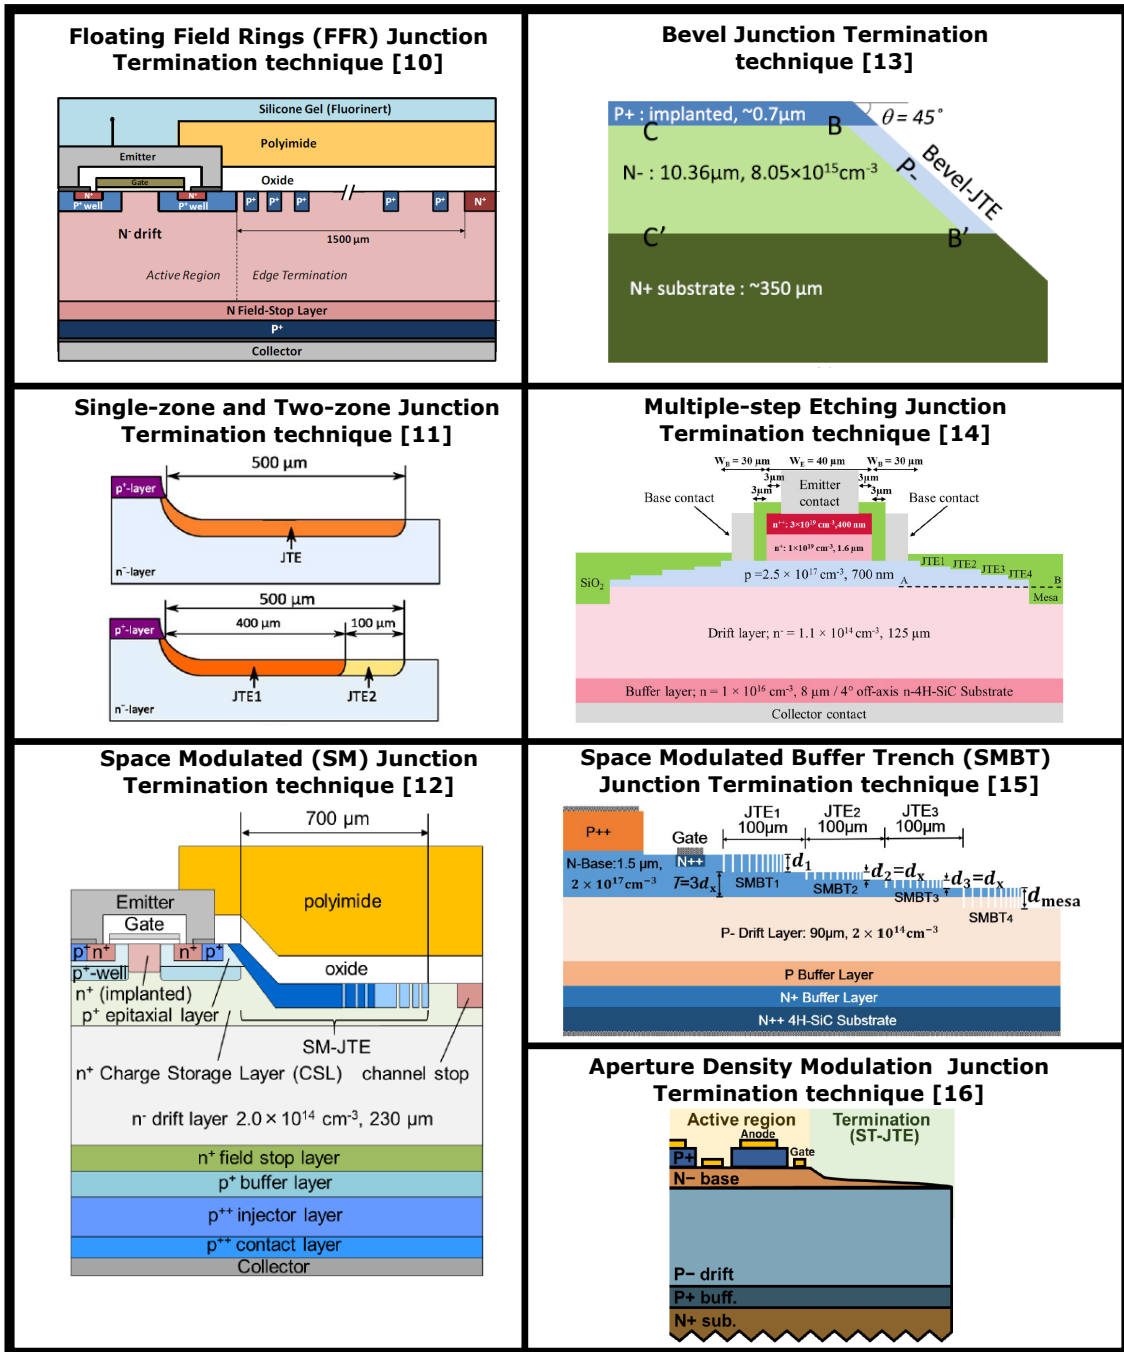 Floating Field Rings (FFR) Junction
Termination technique [10]
Silicone Gel (Fluorinert)
Polyimide
Emitter
Gate
Oxide
N⁺
N⁺
P⁺ well
P⁺ well
P⁺
P⁺
P⁺
P⁺
P⁺
N⁺
N⁻ drift
1500 μm
Active Region
Edge Termination
N Field-Stop Layer
P⁺
Collector
Bevel Junction Termination
technique [13]
P+ : implanted, ~0.7μm
C
B
θ = 45°
N- : 10.36μm, 8.05×10¹⁵cm⁻³
P-
Bevel-JTE
C’
B’
N+ substrate : ~350 μm
Single-zone and Two-zone Junction
Termination technique [11]
500 μm
p⁺-layer
JTE
n⁻-layer
500 μm
400 μm
100 μm
p⁺-layer
JTE1
JTE2
n⁻-layer
Multiple-step Etching Junction
Termination technique [14]
W_B = 30 μm
W_E = 40 μm
W_B = 30 μm
3μm
3μm
3μm
3μm
Emitter
contact
Base contact
Base contact
n⁺⁺: 3×10¹⁹ cm⁻³,400 nm
n⁺: 1×10¹⁹ cm⁻³, 1.6 μm
SiO₂
p =2.5 × 10¹⁷ cm⁻³, 700 nm
JTE1
JTE2
JTE3
JTE4
A
B
Mesa
Drift layer; n⁻ = 1.1 × 10¹⁴ cm⁻³, 125 μm
Buffer layer; n = 1 × 10¹⁶ cm⁻³, 8 μm / 4° off-axis n-4H-SiC Substrate
Collector contact
Space Modulated (SM) Junction
Termination technique [12]
700 μm
Emitter
Gate
polyimide
p⁺
n⁺
n⁺
p⁺
oxide
p⁺-well
n⁺ (implanted)
p⁺ epitaxial layer
SM-JTE
n⁺ Charge Storage Layer (CSL)
channel stop
n⁻ drift layer 2.0 × 10¹⁴ cm⁻³, 230 μm
n⁺ field stop layer
p⁺ buffer layer
p⁺⁺ injector layer
p⁺⁺ contact layer
Collector
Space Modulated Buffer Trench (SMBT)
Junction Termination technique [15]
JTE₁
100μm
JTE₂
100μm
JTE₃
100μm
P++
Gate
N++
N-Base:1.5 μm,
2 × 10¹⁷cm⁻³
T=3dₓ
d₁
SMBT₁
d₂=dₓ
SMBT₂
d₃=dₓ
SMBT₃
d_mesa
SMBT₄
P- Drift Layer: 90μm, 2 × 10¹⁴cm⁻³
P Buffer Layer
N+ Buffer Layer
N++ 4H-SiC Substrate
Aperture Density Modulation Junction
Termination technique [16]
Active region
Termination
(ST-JTE)
Anode
Gate
P+
N− base
P− drift
P+ buff.
N+ sub.